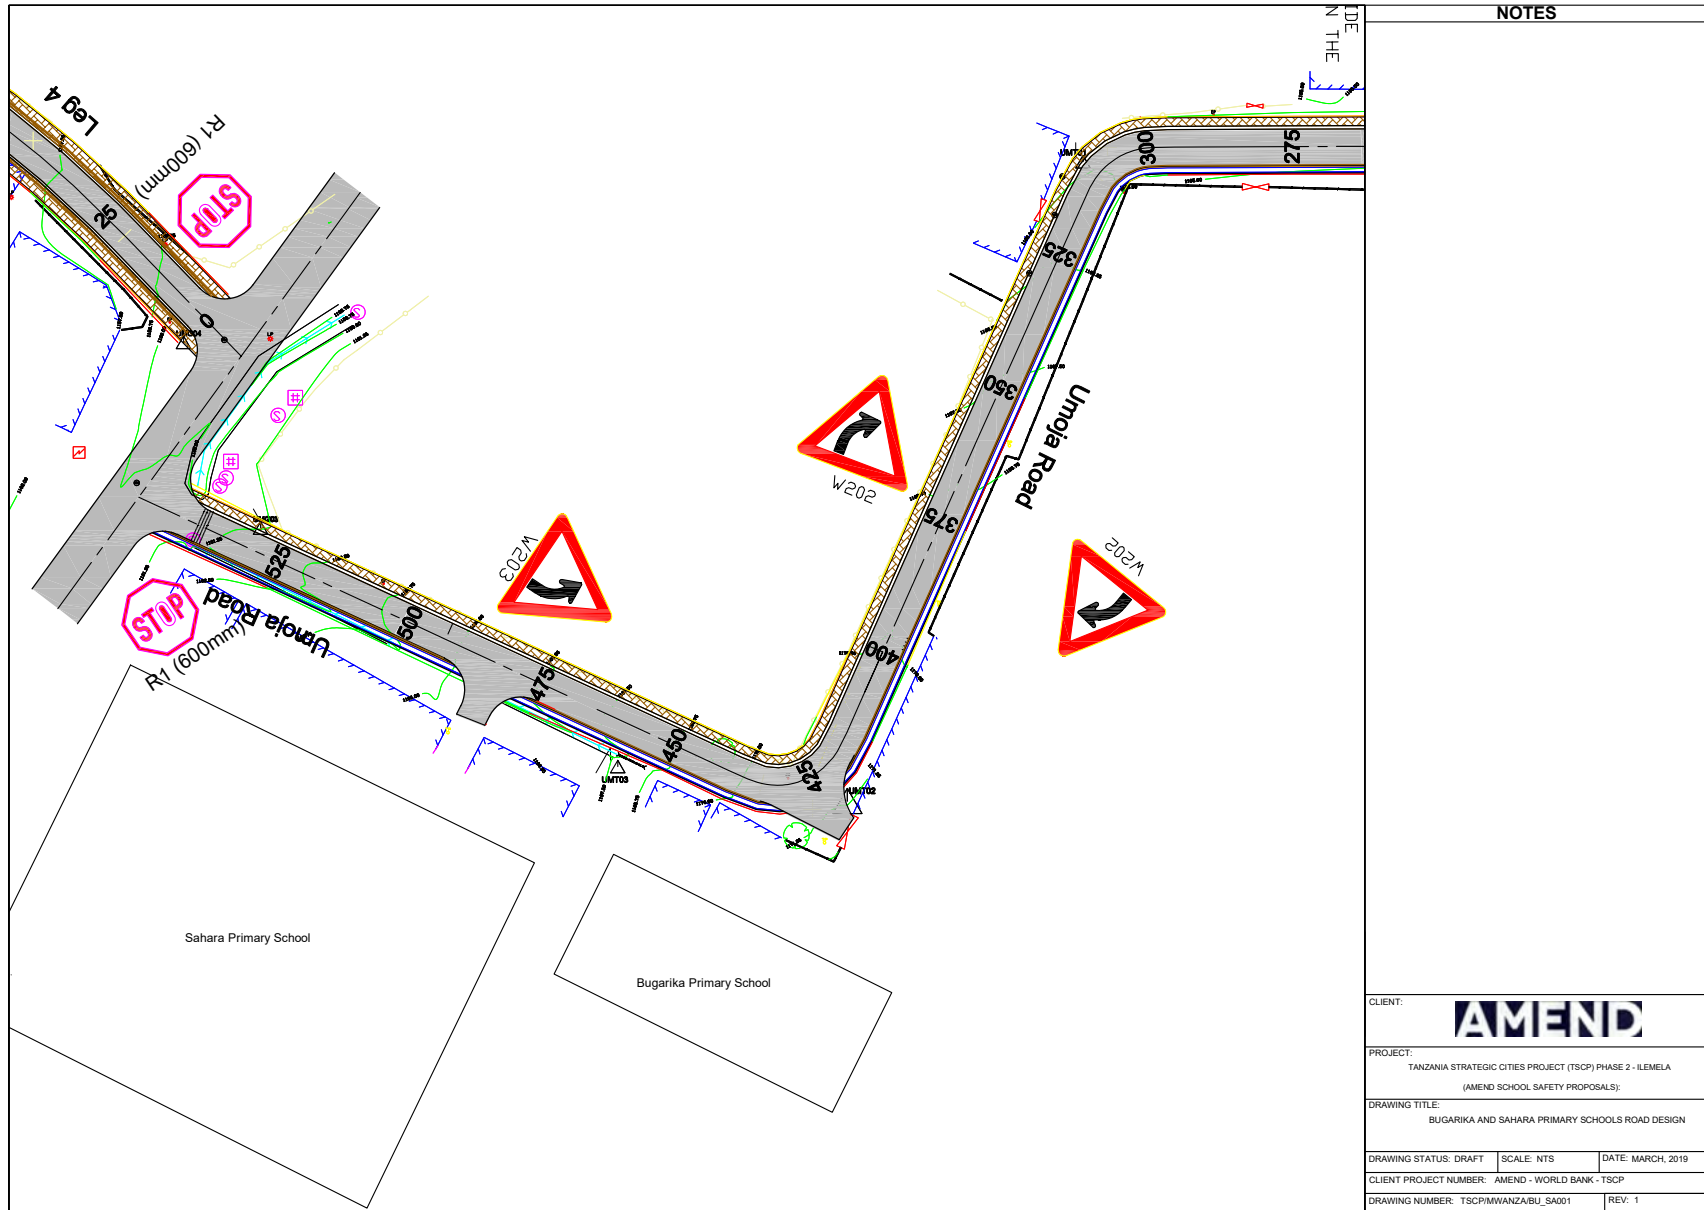 IDE
N THE
NOTES
Leg 4
R1 (600mm)
STOP
25
0
300
275
UMT01
325
350
Umoja Road
375
400
425
W202
W203
W202
525
500
475
450
Umoja Road
STOP
R1 (600mm)
UMT03
UMT02
Sahara Primary School
Bugarika Primary School
CLIENT:
AMEND
PROJECT:
TANZANIA STRATEGIC CITIES PROJECT (TSCP) PHASE 2 - ILEMELA
(AMEND SCHOOL SAFETY PROPOSALS):
DRAWING TITLE:
BUGARIKA AND SAHARA PRIMARY SCHOOLS ROAD DESIGN
DRAWING STATUS: DRAFT
SCALE: NTS
DATE: MARCH, 2019
CLIENT PROJECT NUMBER: AMEND - WORLD BANK - TSCP
DRAWING NUMBER: TSCP/MWANZA/BU_SA001
REV: 1